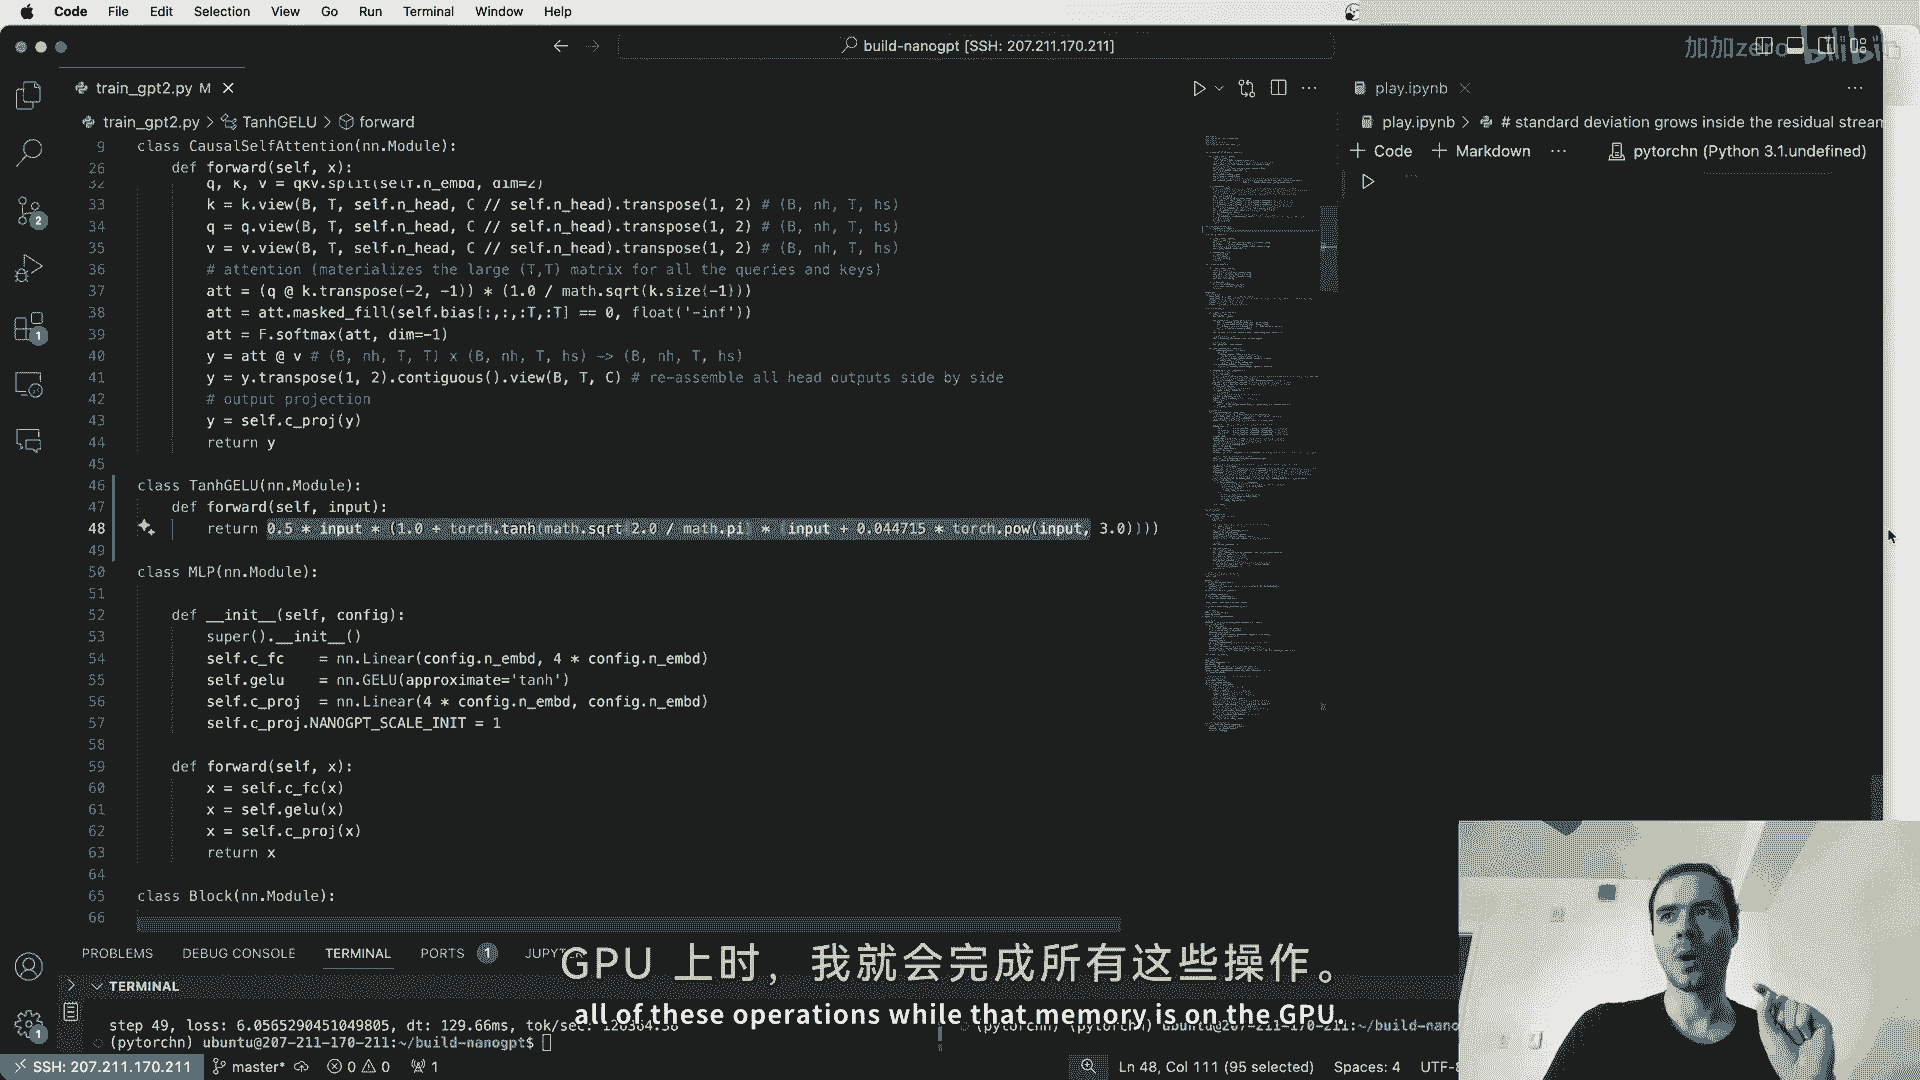 Code File Edit Selection View Go Run Terminal Window Help
build-nanogpt [SSH: 207.211.170.211]
加加zero bilibili
train_gpt2.py M
play.ipynb
train_gpt2.py > TanhGELU > forward
play.ipynb > # standard deviation grows inside the residual stream
+ Code + Markdown ... pytorchn (Python 3.1.undefined)
9 class CausalSelfAttention(nn.Module):
26 def forward(self, x):
32 q, k, v = qkv.split(self.n_embd, dim=2)
33 k = k.view(B, T, self.n_head, C // self.n_head).transpose(1, 2) # (B, nh, T, hs)
34 q = q.view(B, T, self.n_head, C // self.n_head).transpose(1, 2) # (B, nh, T, hs)
35 v = v.view(B, T, self.n_head, C // self.n_head).transpose(1, 2) # (B, nh, T, hs)
36 # attention (materializes the large (T,T) matrix for all the queries and keys)
37 att = (q @ k.transpose(-2, -1)) * (1.0 / math.sqrt(k.size(-1)))
38 att = att.masked_fill(self.bias[:,:,:T,:T] == 0, float('-inf'))
39 att = F.softmax(att, dim=-1)
40 y = att @ v # (B, nh, T, T) x (B, nh, T, hs) -> (B, nh, T, hs)
41 y = y.transpose(1, 2).contiguous().view(B, T, C) # re-assemble all head outputs side by side
42 # output projection
43 y = self.c_proj(y)
44 return y
45
46 class TanhGELU(nn.Module):
47 def forward(self, input):
48 return 0.5 * input * (1.0 + torch.tanh(math.sqrt(2.0 / math.pi) * (input + 0.044715 * torch.pow(input, 3.0))))
49
50 class MLP(nn.Module):
51
52 def __init__(self, config):
53 super().__init__()
54 self.c_fc = nn.Linear(config.n_embd, 4 * config.n_embd)
55 self.gelu = nn.GELU(approximate='tanh')
56 self.c_proj = nn.Linear(4 * config.n_embd, config.n_embd)
57 self.c_proj.NANOGPT_SCALE_INIT = 1
58
59 def forward(self, x):
60 x = self.c_fc(x)
61 x = self.gelu(x)
62 x = self.c_proj(x)
63 return x
64
65 class Block(nn.Module):
66
PROBLEMS DEBUG CONSOLE TERMINAL PORTS 1
GPU 上时，我就会完成所有这些操作。
TERMINAL
all of these operations while that memory is on the GPU.
step 49, loss: 6.0565290451049805, dt: 129.66ms, tok/sec:
(pytorchn) ubuntu@207-211-170-211:~/build-nanogpt$
SSH: 207.211.170.211 master* 0 0 1 Ln 48, Col 111 (95 selected) Spaces: 4 UTF-8